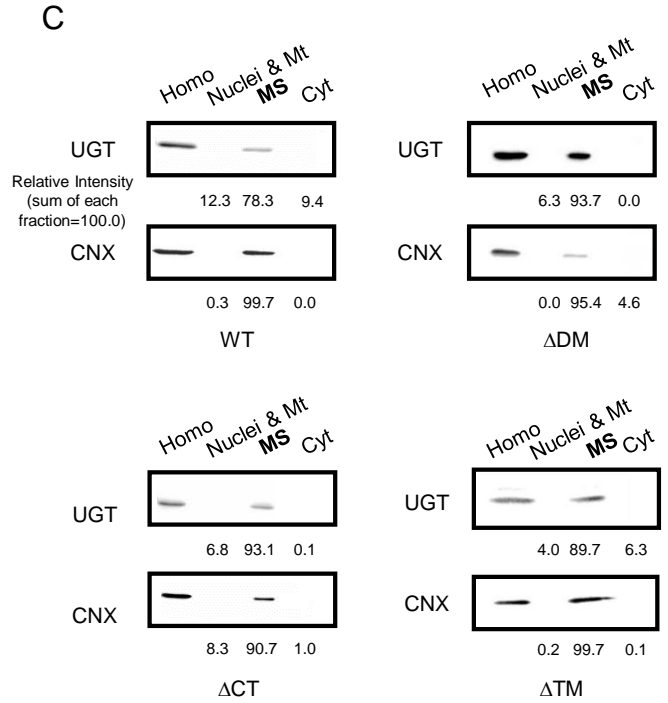 C
Homo Nuclei & Mt MS Cyt
UGT
Relative Intensity
(sum of each
fraction=100.0)
12.3 78.3 9.4
CNX
0.3 99.7 0.0
WT
Homo Nuclei & Mt MS Cyt
UGT
6.3 93.7 0.0
CNX
0.0 95.4 4.6
ΔDM
Homo Nuclei & Mt MS Cyt
UGT
6.8 93.1 0.1
CNX
8.3 90.7 1.0
ΔCT
Homo Nuclei & Mt MS Cyt
UGT
4.0 89.7 6.3
CNX
0.2 99.7 0.1
ΔTM